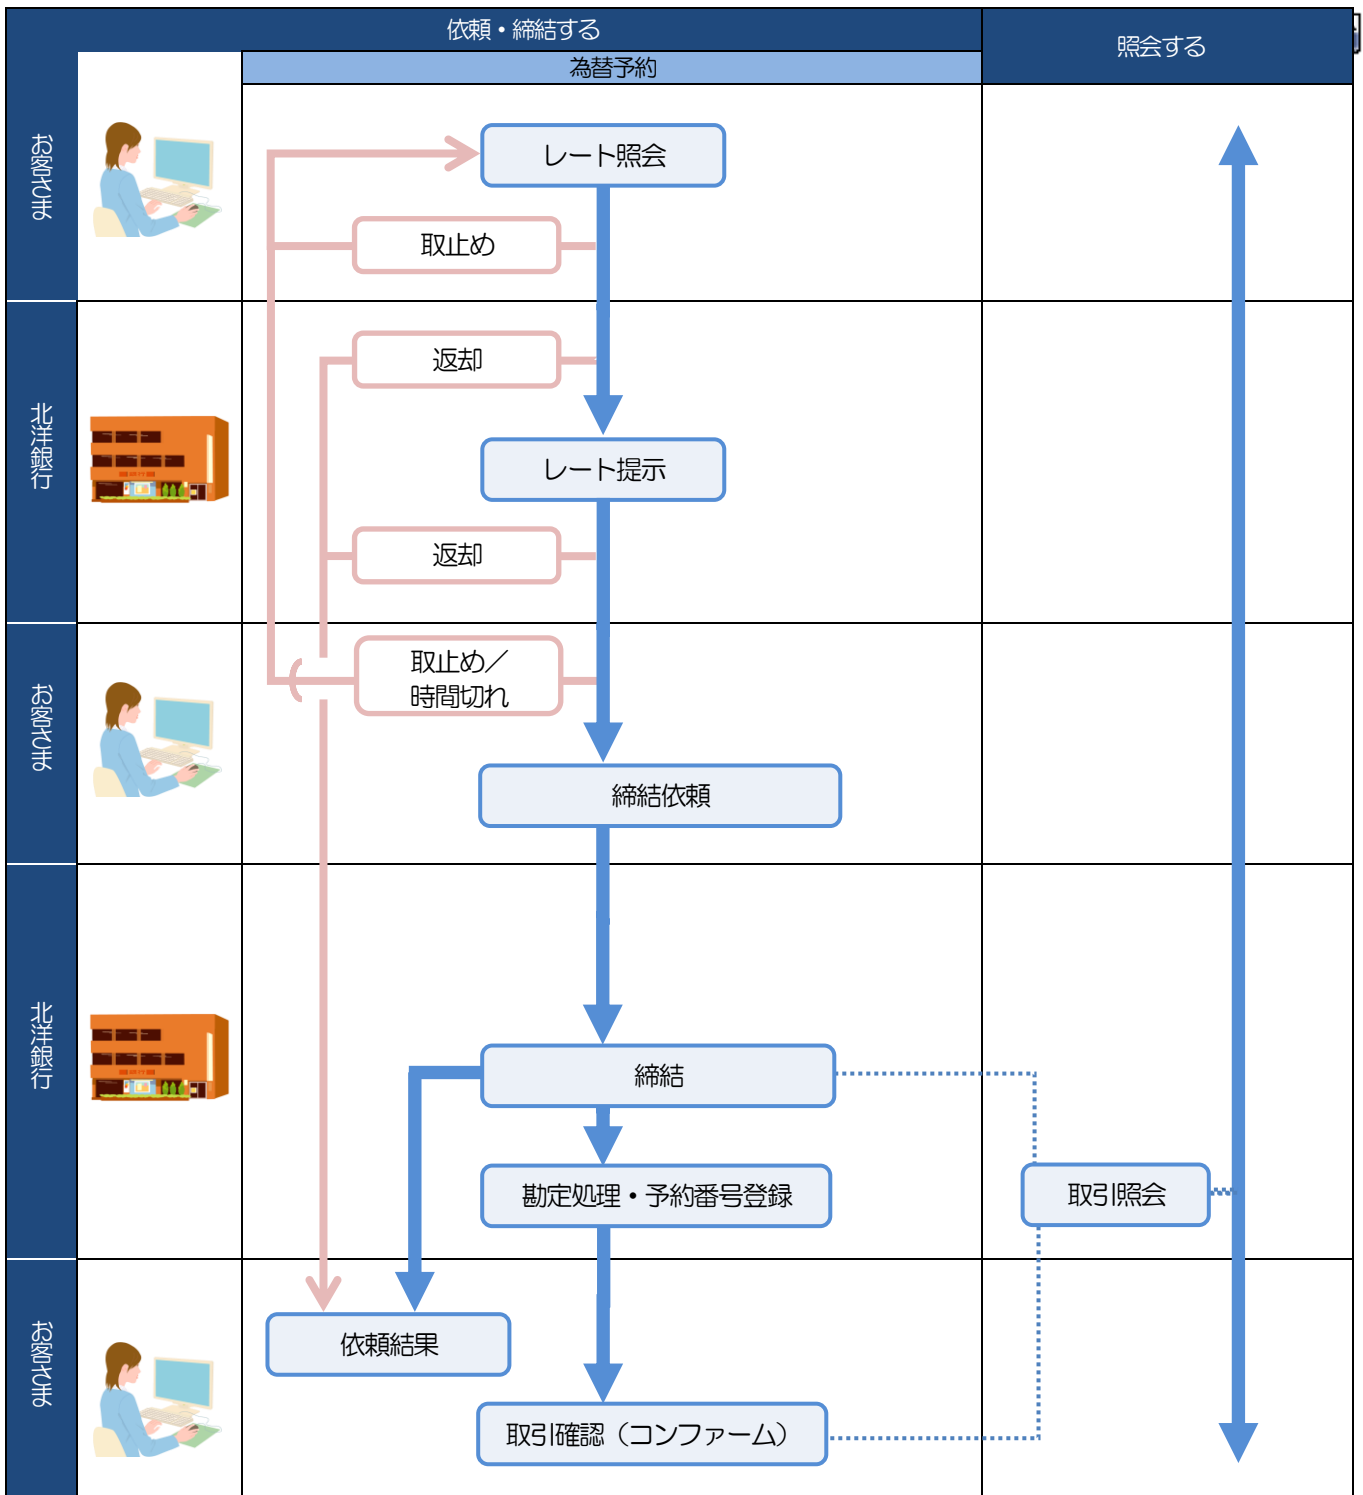 依頼・締結する
照会する
為替予約
お客さま
レート照会
取止め
北洋銀行
返却
レート提示
返却
お客さま
取止め／
時間切れ
締結依頼
北洋銀行
締結
勘定処理・予約番号登録
取引照会
お客さま
依頼結果
取引確認（コンファーム）